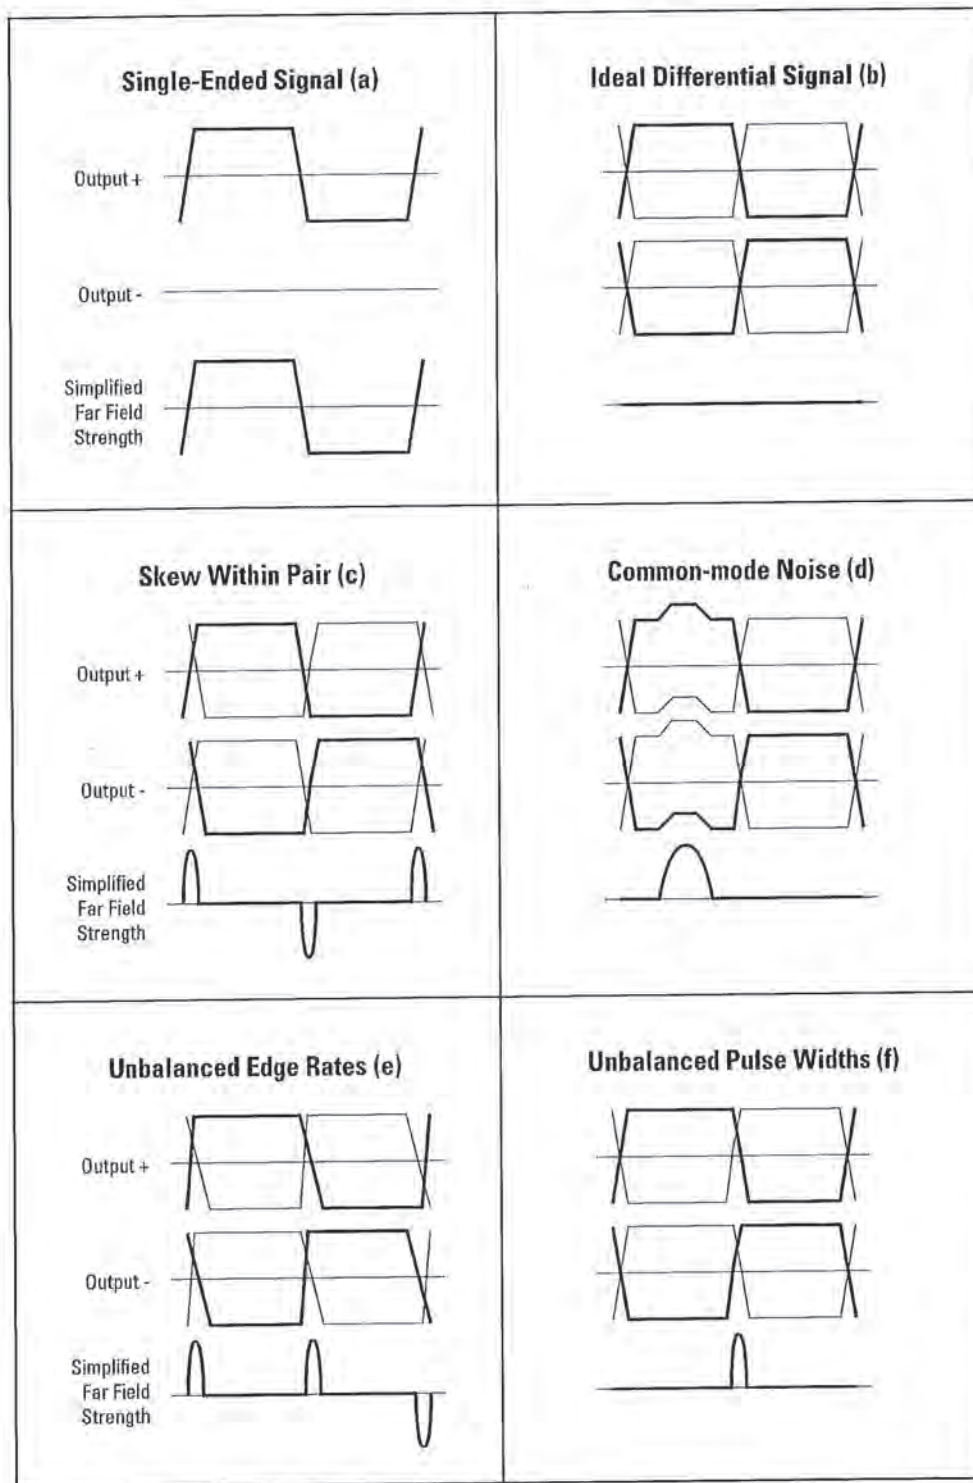 Single-Ended Signal (a)
Output +
Output -
Simplified
Far Field
Strength
Ideal Differential Signal (b)
Skew Within Pair (c)
Output +
Output -
Simplified
Far Field
Strength
Common-mode Noise (d)
Unbalanced Edge Rates (e)
Output +
Output -
Simplified
Far Field
Strength
Unbalanced Pulse Widths (f)